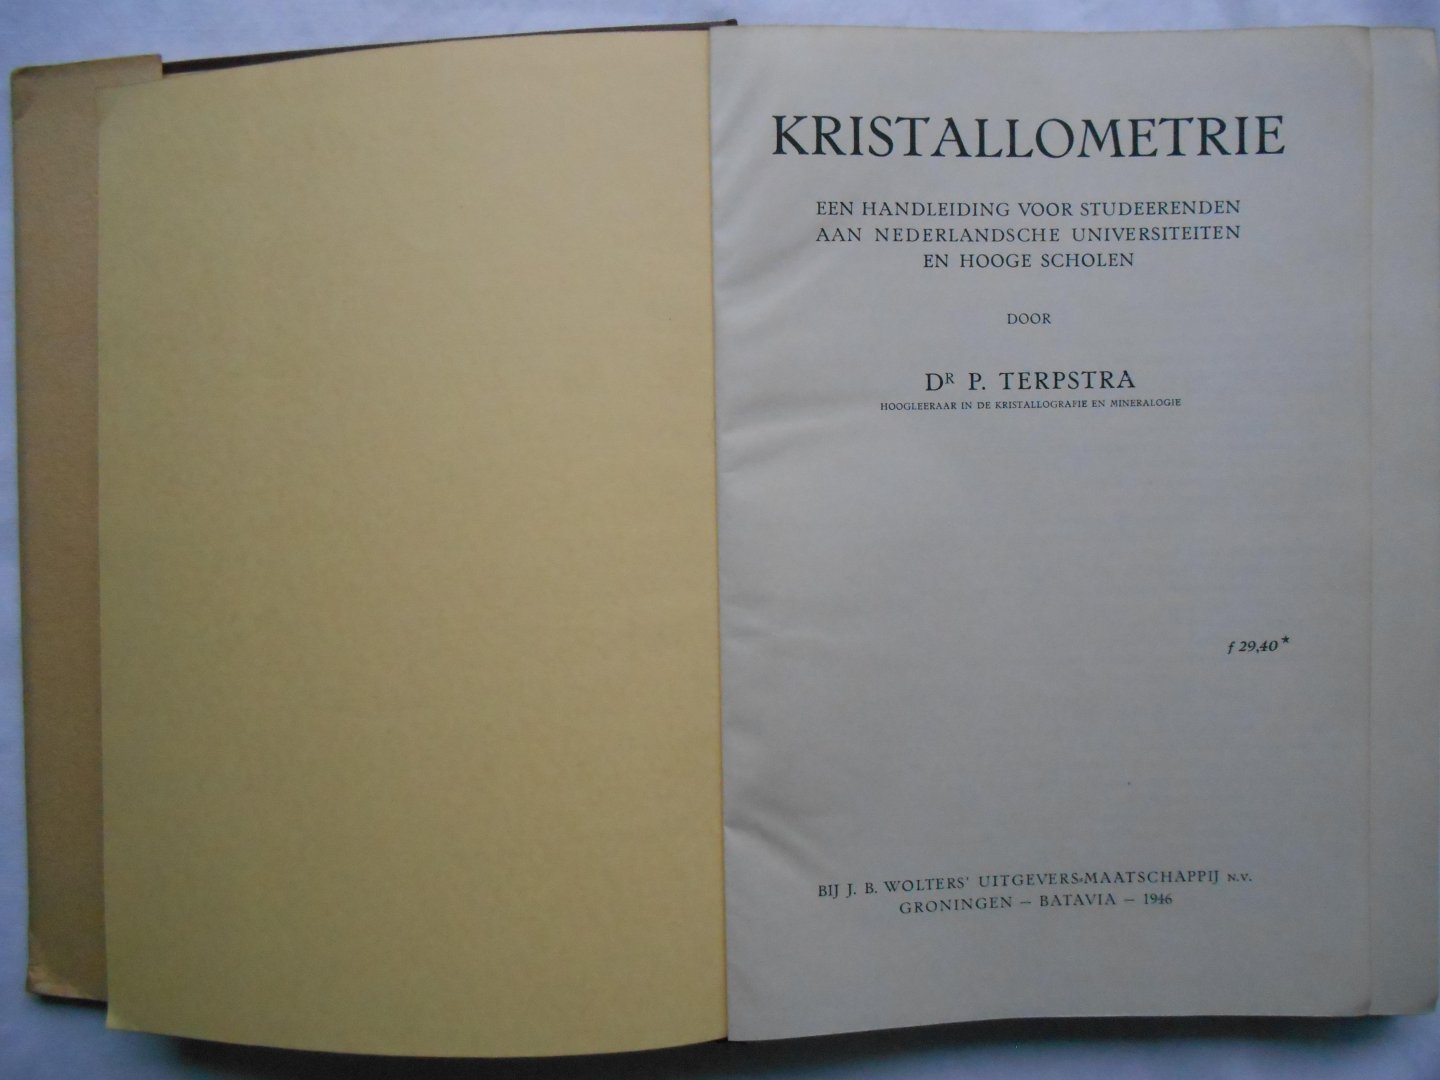 KRISTALLOMETRIE
EEN HANDLEIDING VOOR STUDEERENDEN
AAN NEDERLANDSCHE UNIVERSITEITEN
EN HOOGE SCHOLEN
DOOR
DR P. TERPSTRA
HOOGLEERAAR IN DE KRISTALLOGRAFIE EN MINERALOGIE
f 29,40*
BIJ J. B. WOLTERS' UITGEVERS-MAATSCHAPPIJ N.V.
GRONINGEN — BATAVIA — 1946